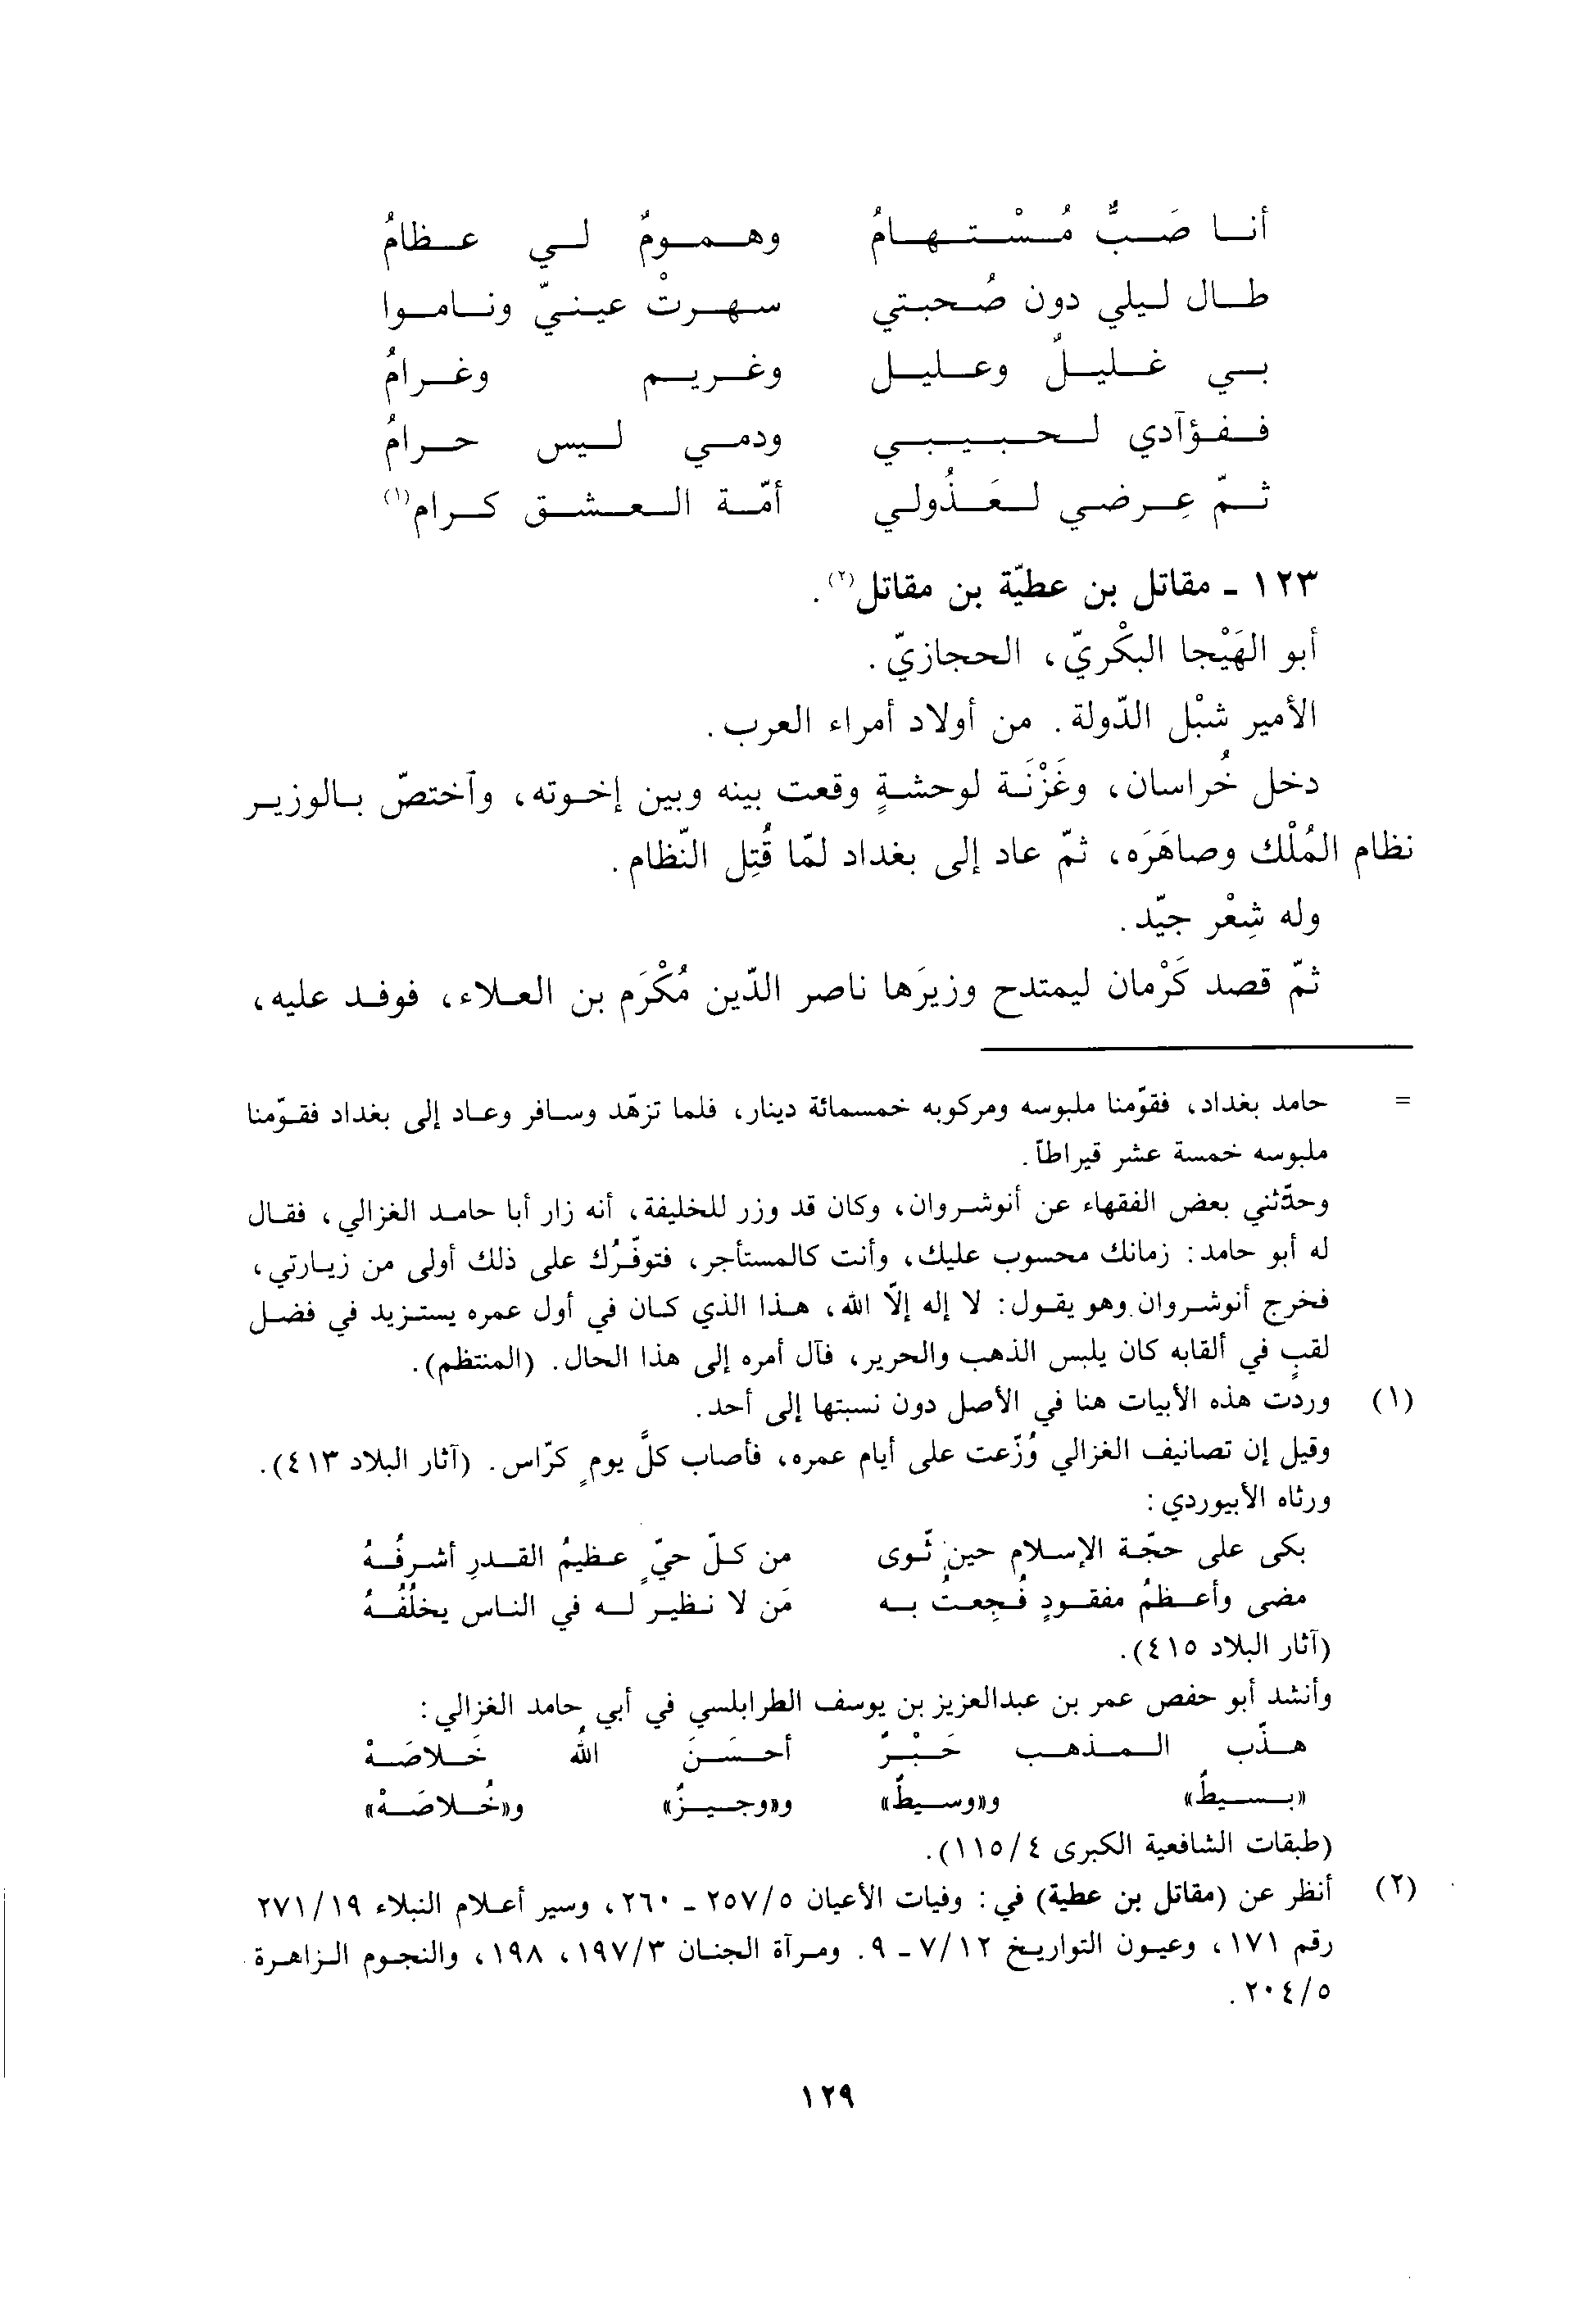 أنا صَبٌّ مُسْتهامُ وهمومٌ لي عظامُ
طال ليلي دون صُحبتي سهرتْ عينيّ وناموا
بي غليلٌ وعليل وغريم وغرامُ
ففؤآدي لحبيبي ودمي ليس حرامُ
ثمّ عِرضي لعَذُولي أمّة العشق كرام(١)
١٢٣ ـ مقاتل بن عطيّة بن مقاتل(٢).
أبو الهَيْجا البكْريّ، الحجازيّ.
الأمير شبْل الدّولة. من أولاد أمراء العرب.
دخل خُراسان، وغَزْنَة لوحشةٍ وقعت بينه وبين إخوته، وآختصّ بالوزير
نظام المُلْك وصاهَرَه، ثمّ عاد إلى بغداد لمّا قُتِل النّظام.
وله شِعْر جيّد.
ثمّ قصد كَرْمان ليمتدح وزيرَها ناصر الدّين مُكْرَم بن العلاء، فوفد عليه،
= حامد بغداد، فقوّمنا ملبوسه ومركوبه خمسمائة دينار، فلما تزهّد وسافر وعاد إلى بغداد فقوّمنا
ملبوسه خمسة عشر قيراطاً.
وحدّثني بعض الفقهاء عن أنوشروان، وكان قد وزر للخليفة، أنه زار أبا حامد الغزالي، فقال
له أبو حامد: زمانك محسوب عليك، وأنت كالمستأجر، فتوفّرُك على ذلك أولى من زيارتي،
فخرج أنوشروان وهو يقول: لا إله إلّا الله، هذا الذي كان في أول عمره يستزيد في فضل
لقبٍ في ألقابه كان يلبس الذهب والحرير، فآل أمره إلى هذا الحال. (المنتظم).
(١) وردت هذه الأبيات هنا في الأصل دون نسبتها إلى أحد.
وقيل إن تصانيف الغزالي وُزّعت على أيام عمره، فأصاب كلَّ يومٍ كرّاس. (آثار البلاد ٤١٣).
ورثاه الأبيوردي:
بكى على حجّة الإسلام حين ثّوى من كلّ حيّ عظيمُ القدرِ أشرفُهُ
مضى وأعظمُ مفقودٍ فُجِعتُ به مَن لا نظير له في الناس يخلُفُهُ
(آثار البلاد ٤١٥).
وأنشد أبو حفص عمر بن عبدالعزيز بن يوسف الطرابلسي في أبي حامد الغزالي:
هذّب المذهب حَبْرٌ أحسَنَ اللهُ خَلاصَهْ
«بسيطٌ» و«وسيطٌ» و«وجيزٌ» و«خُلاصَهْ»
(طبقات الشافعية الكبرى ٤/١١٥).
(٢) أنظر عن (مقاتل بن عطية) في: وفيات الأعيان ٥/٢٥٧ ـ ٢٦٠، وسير أعلام النبلاء ١٩/٢٧١
رقم ١٧١، وعيون التواريخ ١٢/٧ ـ ٩. ومرآة الجنان ٣/١٩٧، ١٩٨، والنجوم الزاهرة
٥/٢٠٤.
١٢٩